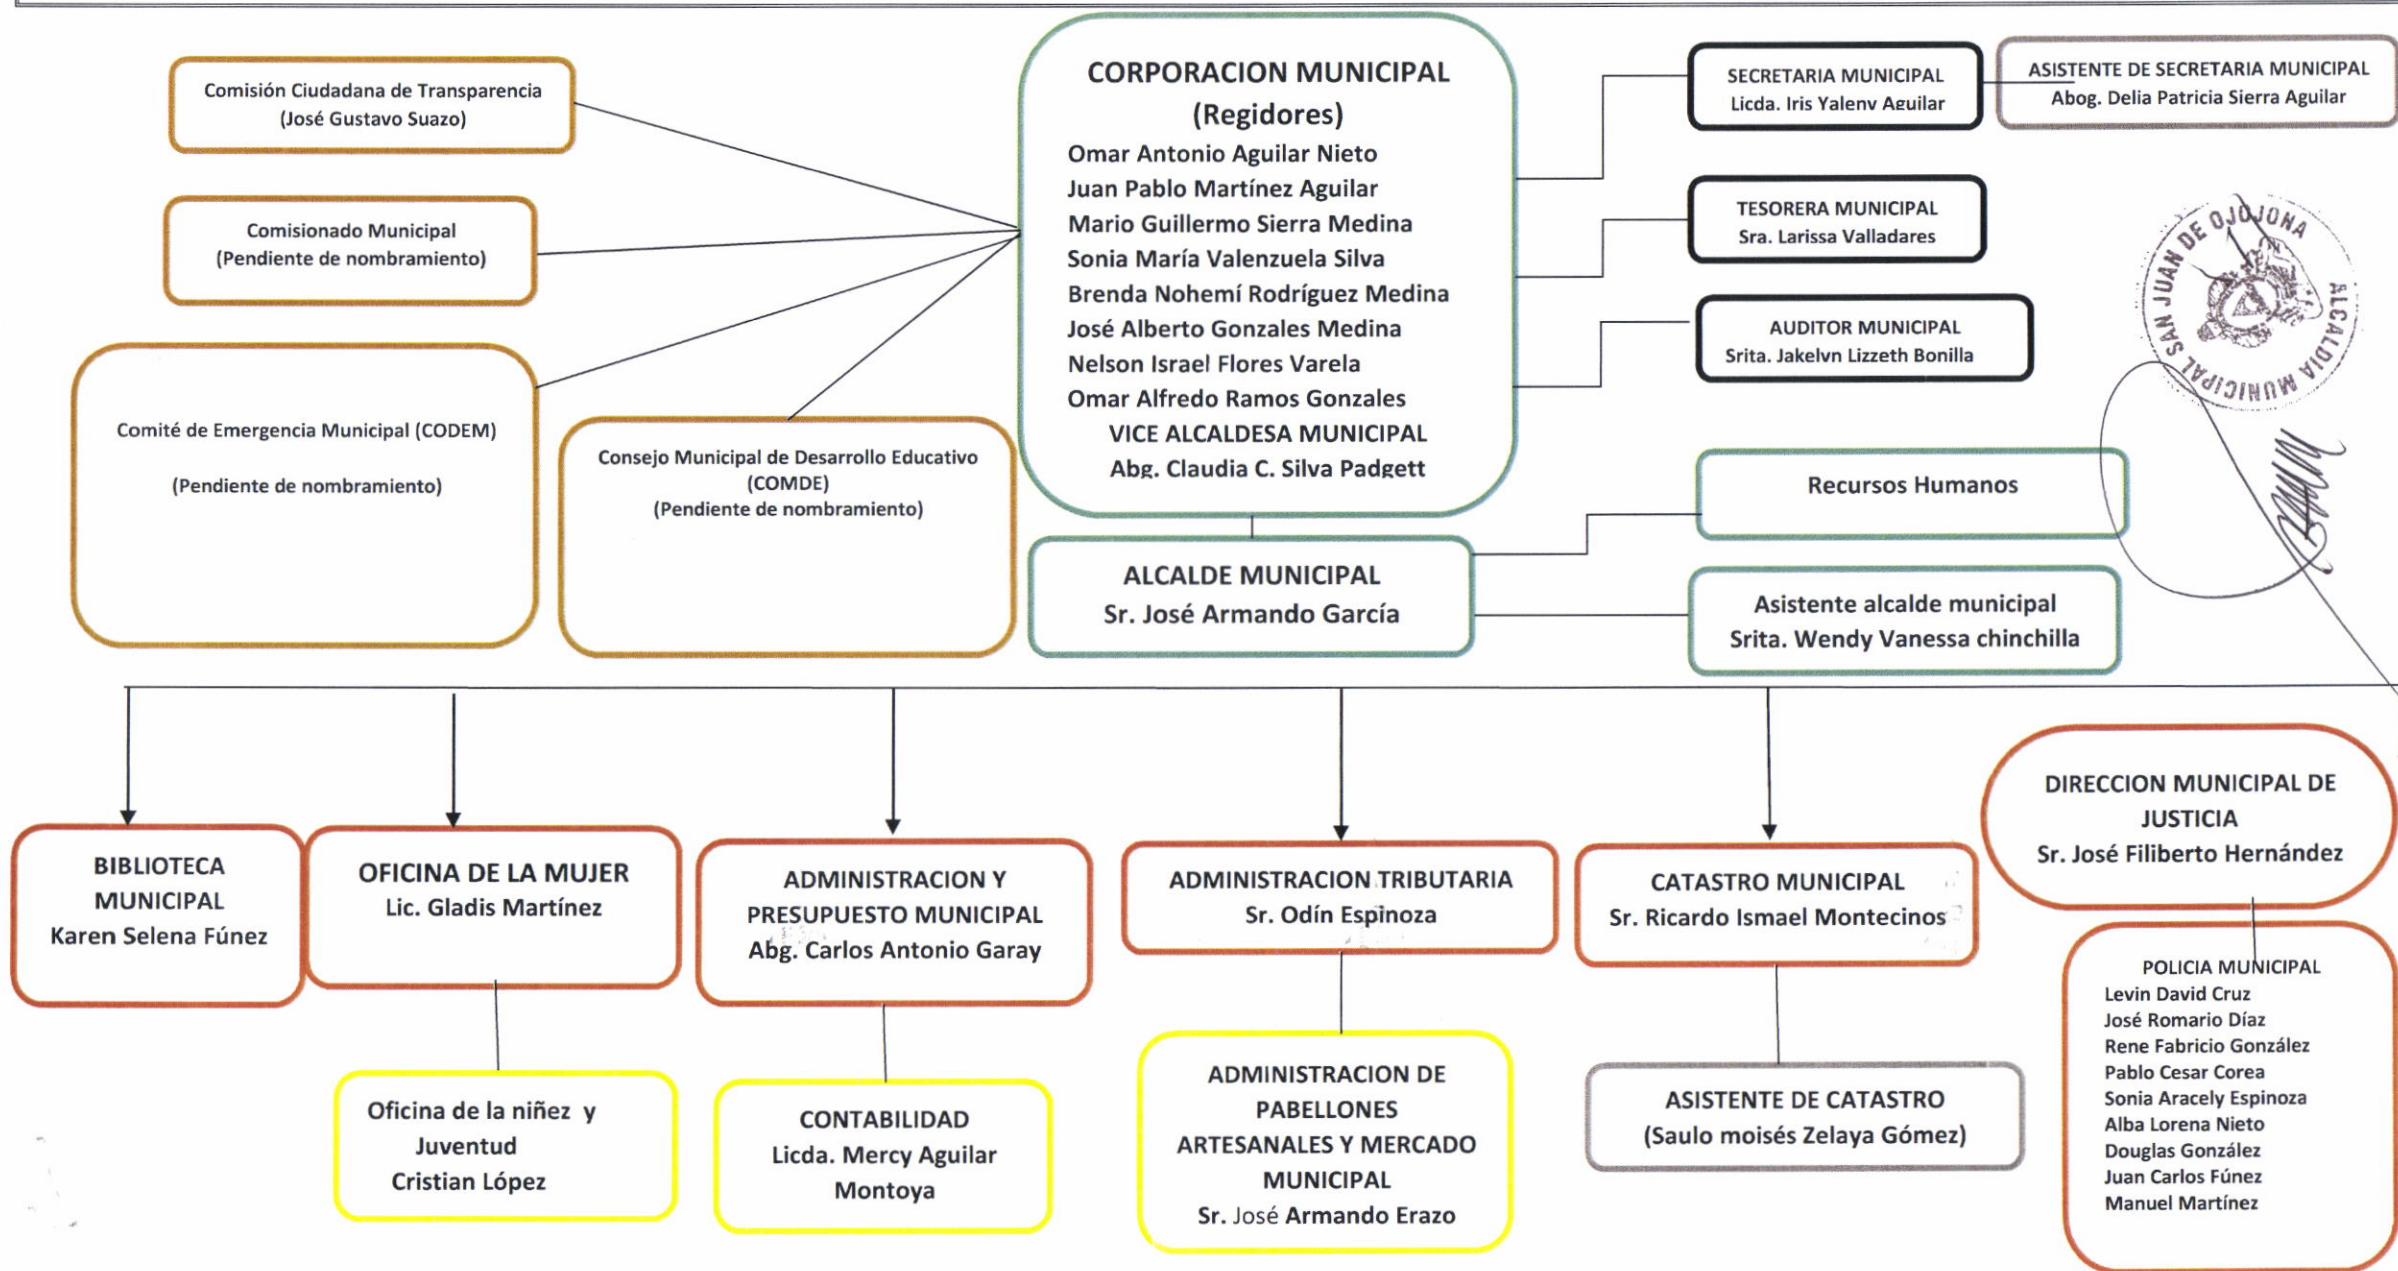 Comisión Ciudadana de Transparencia
(José Gustavo Suazo)
Comisionado Municipal
(Pendiente de nombramiento)
Comité de Emergencia Municipal (CODEM)
(Pendiente de nombramiento)
Consejo Municipal de Desarrollo Educativo
(COMDE)
(Pendiente de nombramiento)
CORPORACION MUNICIPAL
(Regidores)
Omar Antonio Aguilar Nieto
Juan Pablo Martínez Aguilar
Mario Guillermo Sierra Medina
Sonia María Valenzuela Silva
Brenda Nohemí Rodríguez Medina
José Alberto Gonzales Medina
Nelson Israel Flores Varela
Omar Alfredo Ramos Gonzales
VICE ALCALDESA MUNICIPAL
Abg. Claudia C. Silva Padgett
SECRETARIA MUNICIPAL
Licda. Iris Yaleny Aguilar
ASISTENTE DE SECRETARIA MUNICIPAL
Abog. Delia Patricia Sierra Aguilar
TESORERA MUNICIPAL
Sra. Larissa Valladares
AUDITOR MUNICIPAL
Srita. Jakelyn Lizzeth Bonilla
ALCALDIA MUNICIPAL SAN JUAN DE OJOJONA
Recursos Humanos
ALCALDE MUNICIPAL
Sr. José Armando García
Asistente alcalde municipal
Srita. Wendy Vanessa chinchilla
BIBLIOTECA
MUNICIPAL
Karen Selena Fúnez
OFICINA DE LA MUJER
Lic. Gladis Martínez
ADMINISTRACION Y
PRESUPUESTO MUNICIPAL
Abg. Carlos Antonio Garay
ADMINISTRACION TRIBUTARIA
Sr. Odín Espinoza
CATASTRO MUNICIPAL
Sr. Ricardo Ismael Montecinos
DIRECCION MUNICIPAL DE
JUSTICIA
Sr. José Filiberto Hernández
Oficina de la niñez y
Juventud
Cristian López
CONTABILIDAD
Licda. Mercy Aguilar
Montoya
ADMINISTRACION DE
PABELLONES
ARTESANALES Y MERCADO
MUNICIPAL
Sr. José Armando Erazo
ASISTENTE DE CATASTRO
(Saulo moisés Zelaya Gómez)
POLICIA MUNICIPAL
Levin David Cruz
José Romario Díaz
Rene Fabricio González
Pablo Cesar Corea
Sonia Aracely Espinoza
Alba Lorena Nieto
Douglas González
Juan Carlos Fúnez
Manuel Martínez